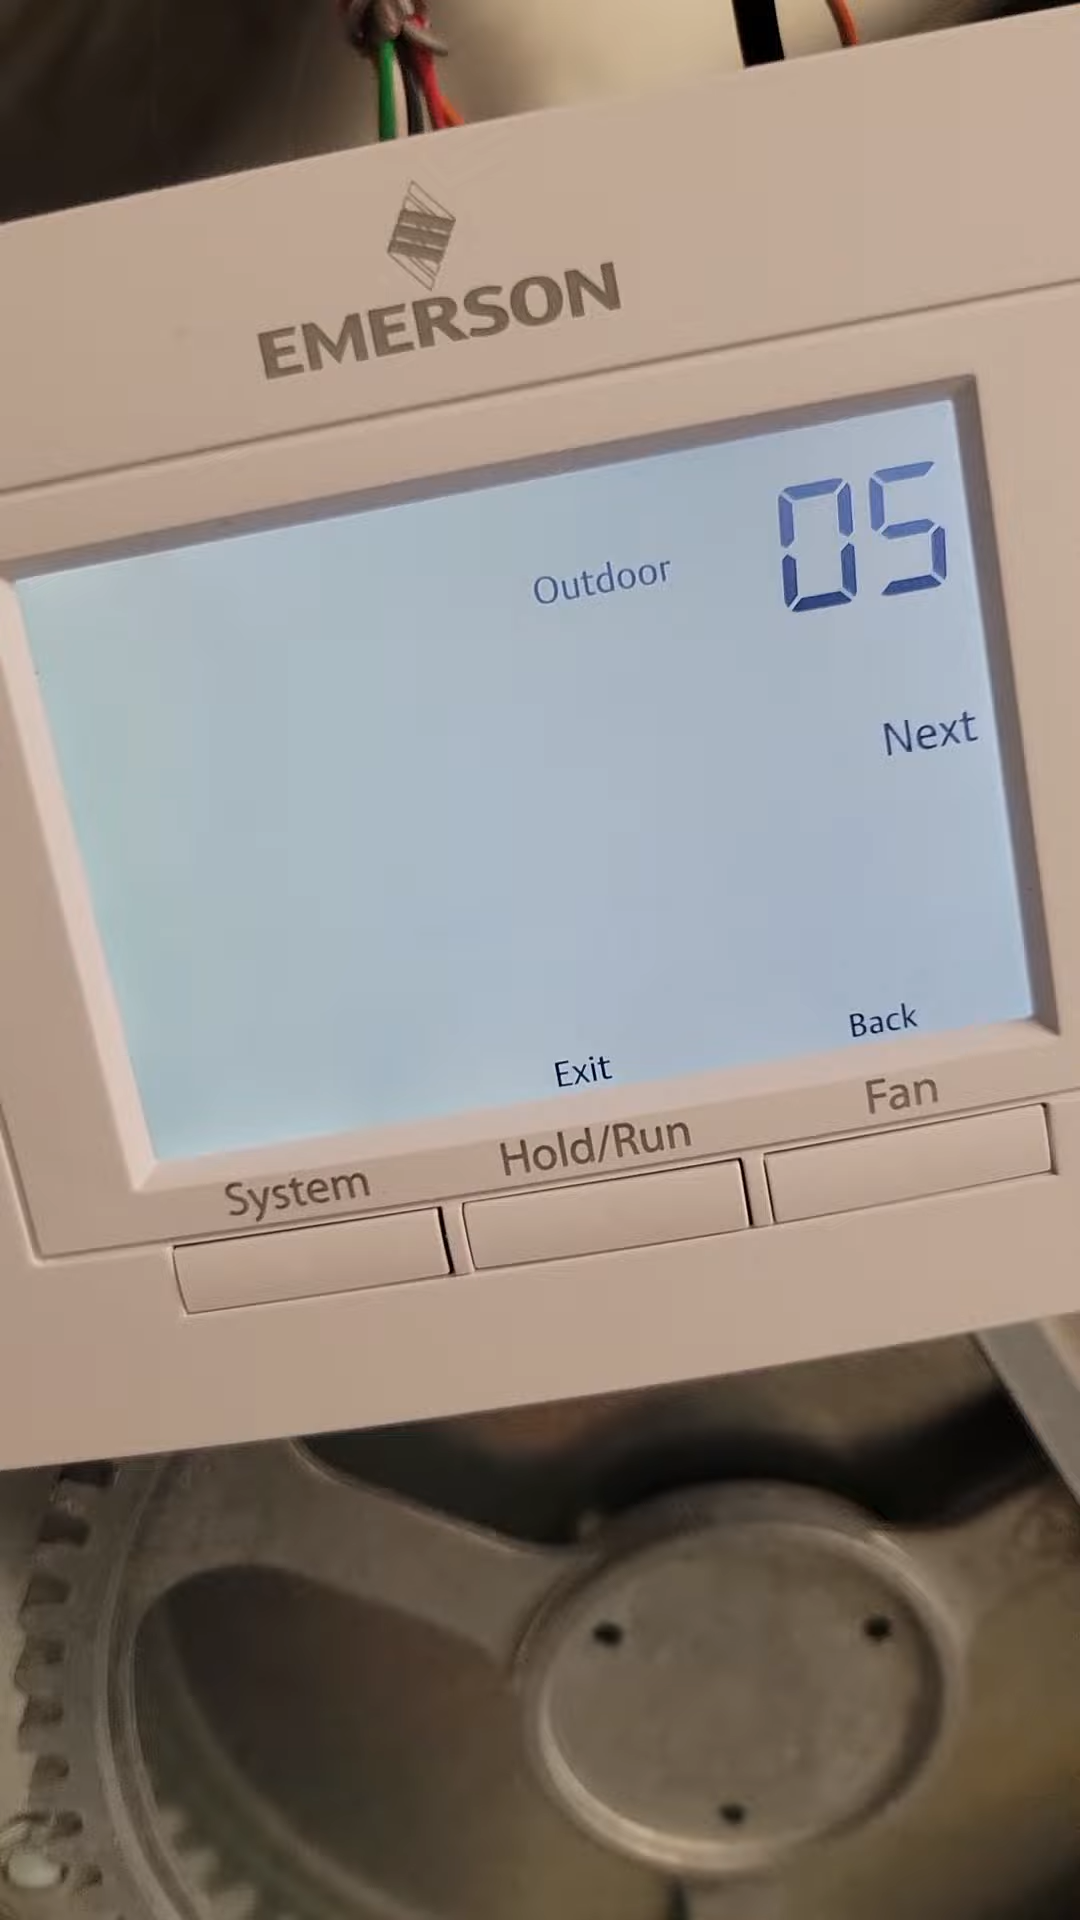 EMERSON
05
Outdoor
Next
Back
Exit
Fan
Hold/Run
System